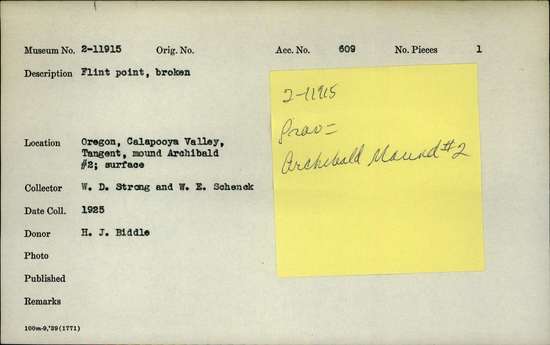 Museum No. 2-11915 Orig. No. Acc. No. 609 No. Pieces 1
Description Flint point, broken
2-11915
Prov=
Archibald Mound #2
Location Oregon, Calapooya Valley,
Tangent, mound Archibald
#2; surface
Collector W. D. Strong and W. E. Schenck
Date Coll. 1925
Donor H. J. Biddle
Photo
Published
Remarks
100m-9,'39(1771)